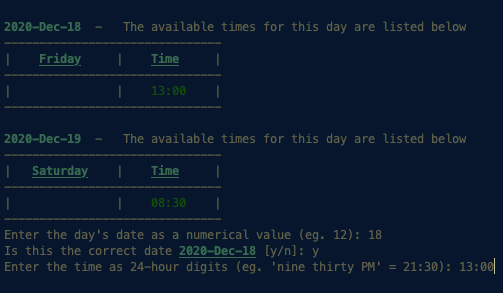 2020-Dec-18 - The available times for this day are listed below
| Friday | Time |
| | 13:00 |
2020-Dec-19 - The available times for this day are listed below
| Saturday | Time |
| | 08:30 |
Enter the day's date as a numerical value (eg. 12): 18
Is this the correct date 2020-Dec-18 [y/n]: y
Enter the time as 24-hour digits (eg. 'nine thirty PM' = 21:30): 13:00